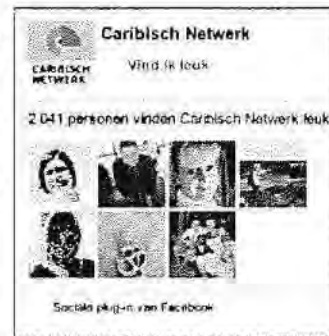 Caribisch Netwerk
CARIBISCH
NETWERK
Vind ik leuk
2.041 personen vinden Caribisch Netwerk leuk
Sociale plug-in van Facebook